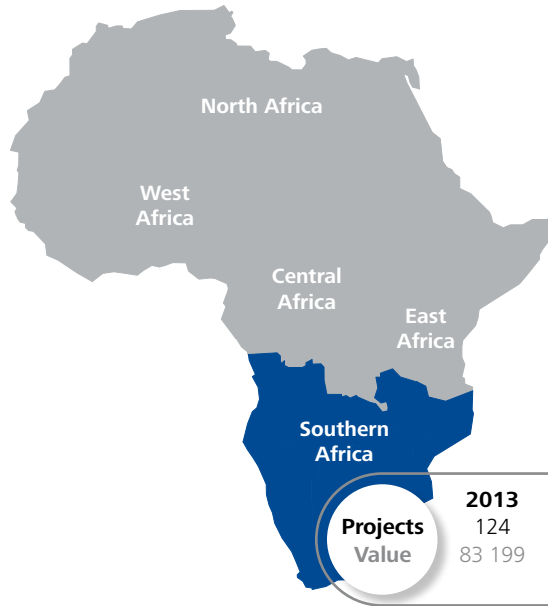 North Africa
West
Africa
Central
Africa
East
Africa
Southern
Africa
2013
Projects 124
Value 83 199